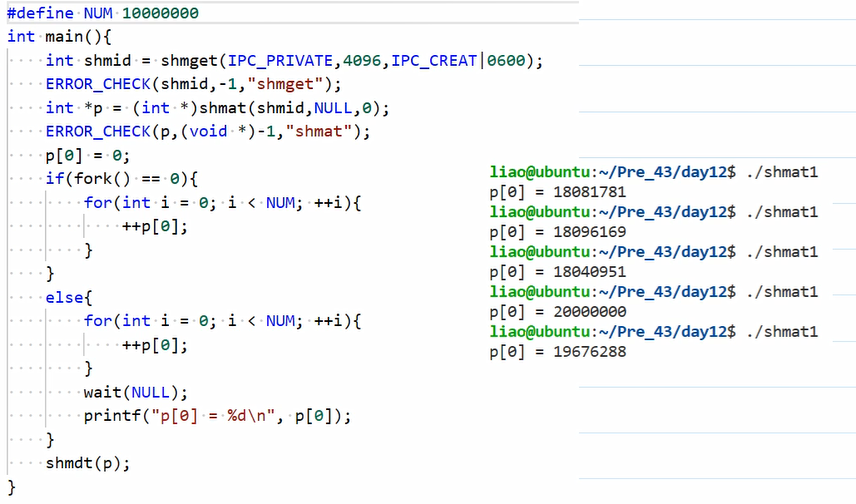 #define NUM 10000000
int main(){
    int shmid = shmget(IPC_PRIVATE,4096,IPC_CREAT|0600);
    ERROR_CHECK(shmid,-1,"shmget");
    int *p = (int *)shmat(shmid,NULL,0);
    ERROR_CHECK(p,(void *)-1,"shmat");
    p[0] = 0;
    if(fork() == 0){
        for(int i = 0; i < NUM; ++i){
            ++p[0];
        }
    }
    else{
        for(int i = 0; i < NUM; ++i){
            ++p[0];
        }
        wait(NULL);
        printf("p[0] = %d\n", p[0]);
    }
    shmdt(p);
}
liao@ubuntu:~/Pre_43/day12$ ./shmat1
p[0] = 18081781
liao@ubuntu:~/Pre_43/day12$ ./shmat1
p[0] = 18096169
liao@ubuntu:~/Pre_43/day12$ ./shmat1
p[0] = 18040951
liao@ubuntu:~/Pre_43/day12$ ./shmat1
p[0] = 20000000
liao@ubuntu:~/Pre_43/day12$ ./shmat1
p[0] = 19676288